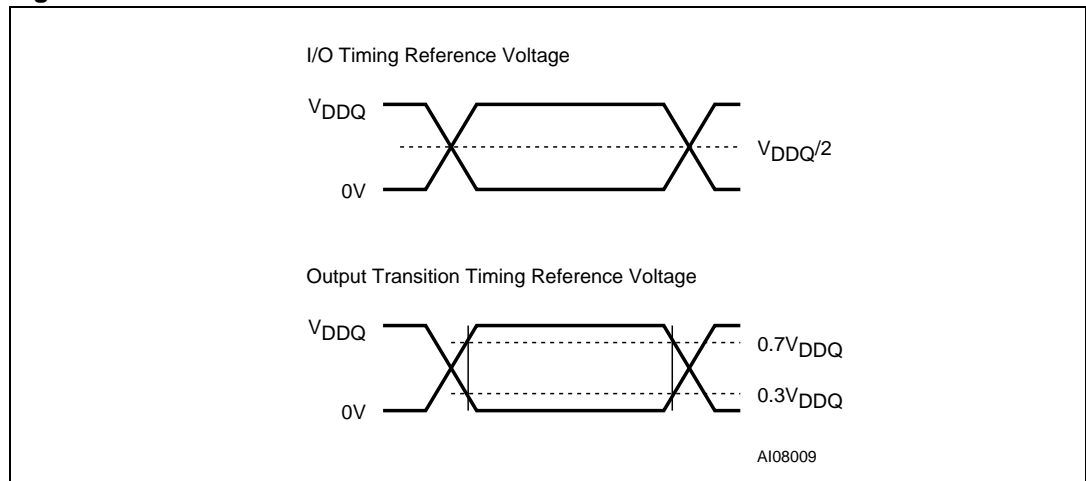 I/O Timing Reference Voltage
VDDQ
VDDQ/2
0V
Output Transition Timing Reference Voltage
VDDQ
0.7VDDQ
0.3VDDQ
0V
AI08009